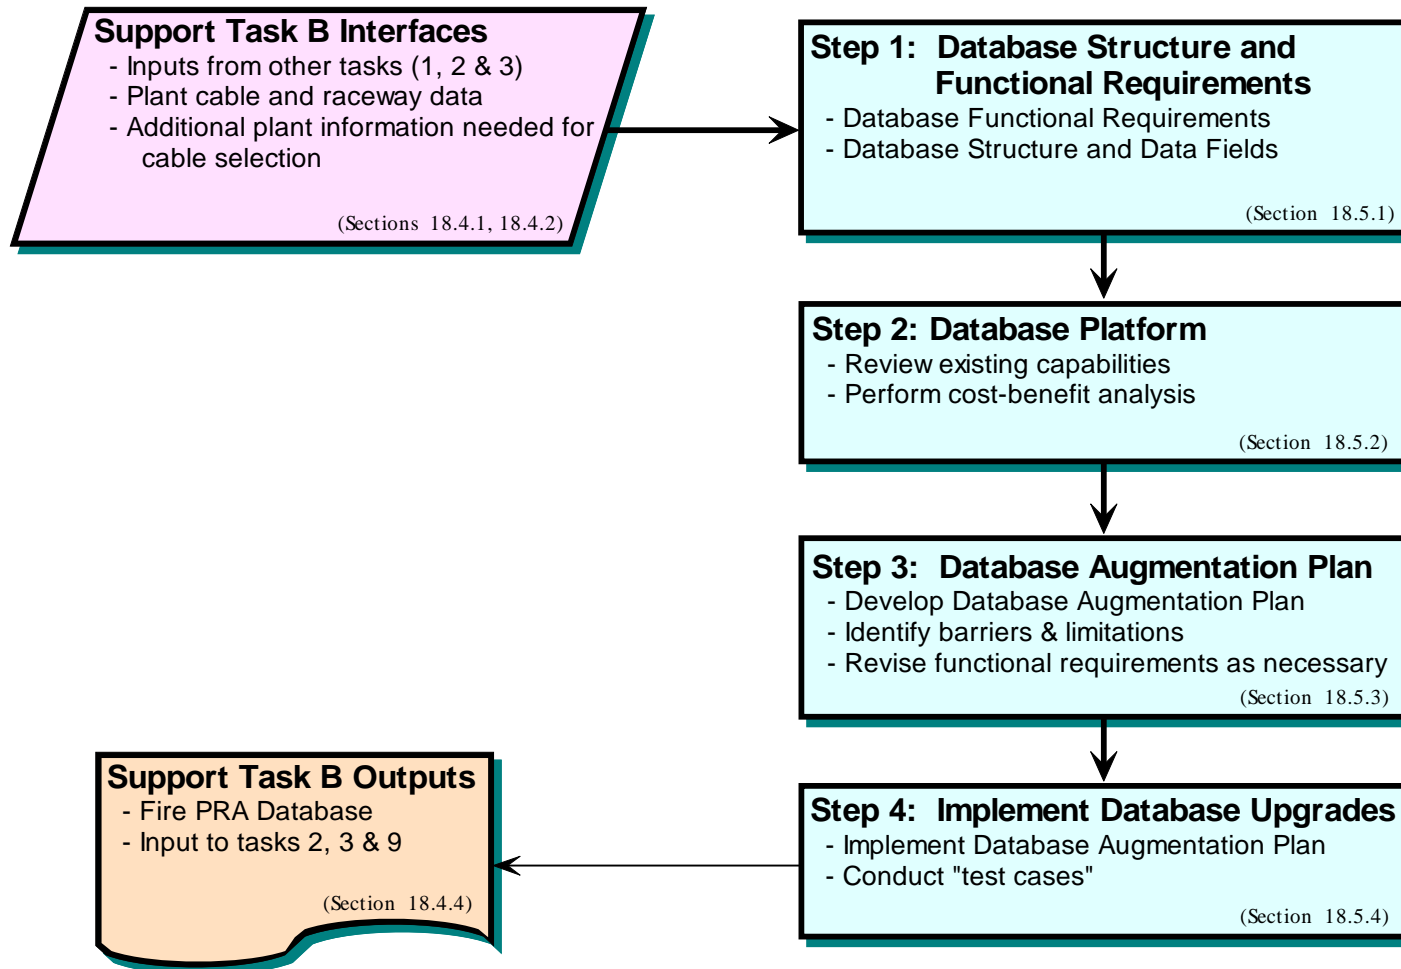 Support Task B Interfaces
- Inputs from other tasks (1, 2 & 3)
- Plant cable and raceway data
- Additional plant information needed for
cable selection
(Sections 18.4.1, 18.4.2)
Step 1: Database Structure and
Functional Requirements
- Database Functional Requirements
- Database Structure and Data Fields
(Section 18.5.1)
Step 2: Database Platform
- Review existing capabilities
- Perform cost-benefit analysis
(Section 18.5.2)
Step 3: Database Augmentation Plan
- Develop Database Augmentation Plan
- Identify barriers & limitations
- Revise functional requirements as necessary
(Section 18.5.3)
Step 4: Implement Database Upgrades
- Implement Database Augmentation Plan
- Conduct "test cases"
(Section 18.5.4)
Support Task B Outputs
- Fire PRA Database
- Input to tasks 2, 3 & 9
(Section 18.4.4)